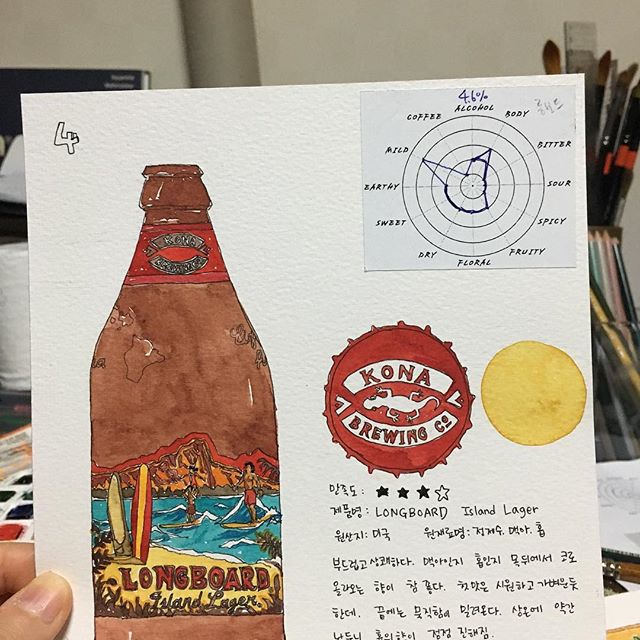 4
4.6%
ALCOHOL
BODY
BITTER
SOUR
SPICY
FRUITY
FLORAL
DRY
SWEET
EARTHY
MILD
COFFEE
KONA
KONA
BREWING Co
LONGBOARD
Island Lager.
만족도 : ★ ★ ★ ☆
제품명 : LONGBOARD Island Lager
원산지 : 미국 원재료명 : 정제수, 맥아, 홉
부드럽고 상쾌하다. 맥아인지 홉인지 목뒤에서 코로
올라오는 향이 참 좋다. 첫맛은 시원하고 가벼운듯
한데, 끝에는 묵직함이 밀려온다. 상온에 약간
놔두니 홉의 향이 점점 진해짐.